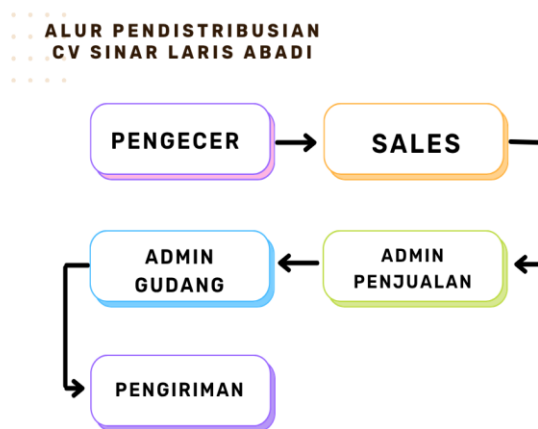 ALUR PENDISTRIBUSIAN
CV SINAR LARIS ABADI
PENGECER
SALES
ADMIN
GUDANG
ADMIN
PENJUALAN
PENGIRIMAN